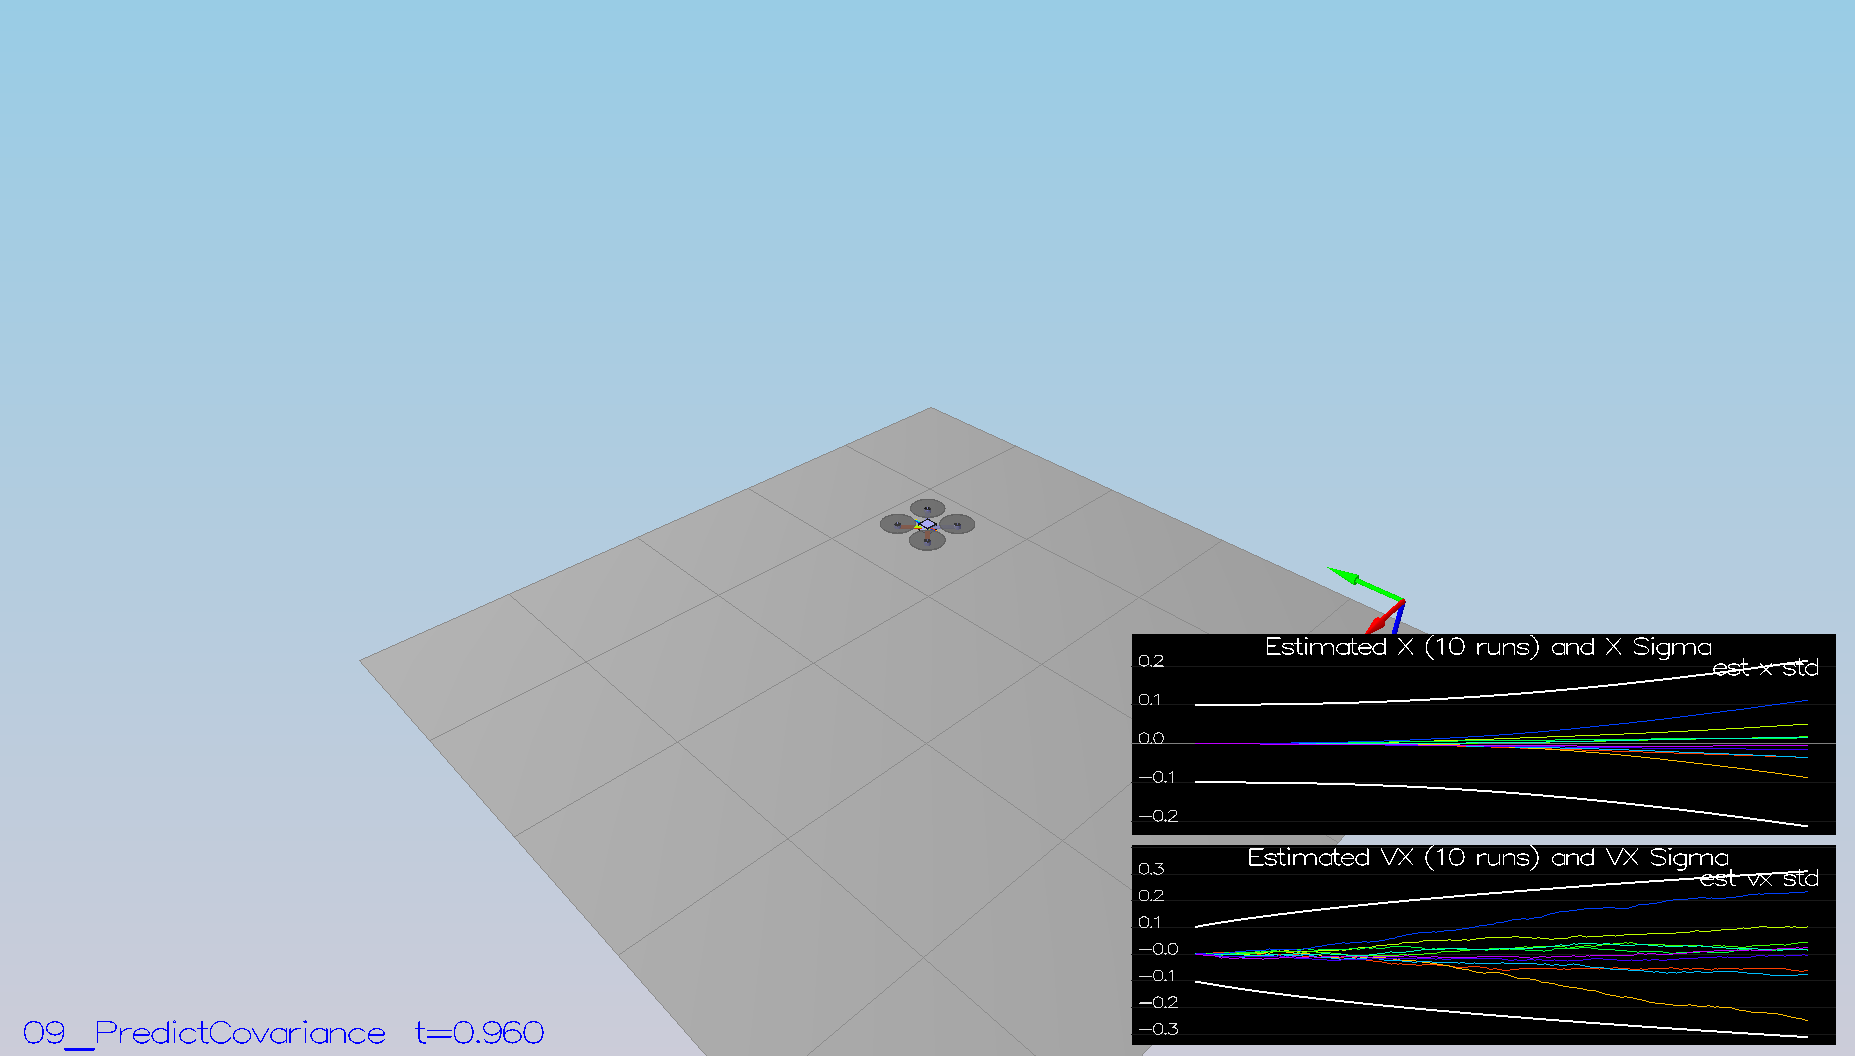 Estimated X (10 runs) and X Sigma
est x std
0.2
0.1
0.0
−0.1
−0.2
Estimated VX (10 runs) and VX Sigma
est vx std
0.3
0.2
0.1
−0.0
−0.1
−0.2
−0.3
09_PredictCovariance t=0.960